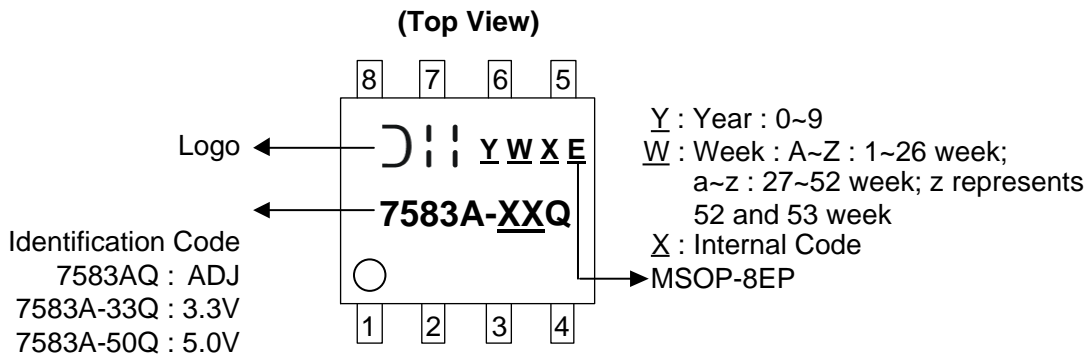 (Top View)
8 7 6 5
Logo
Y W X E
7583A-XXQ
Identification Code
7583AQ : ADJ
7583A-33Q : 3.3V
7583A-50Q : 5.0V
1 2 3 4
Y : Year : 0~9
W : Week : A~Z : 1~26 week;
a~z : 27~52 week; z represents
52 and 53 week
X : Internal Code
MSOP-8EP